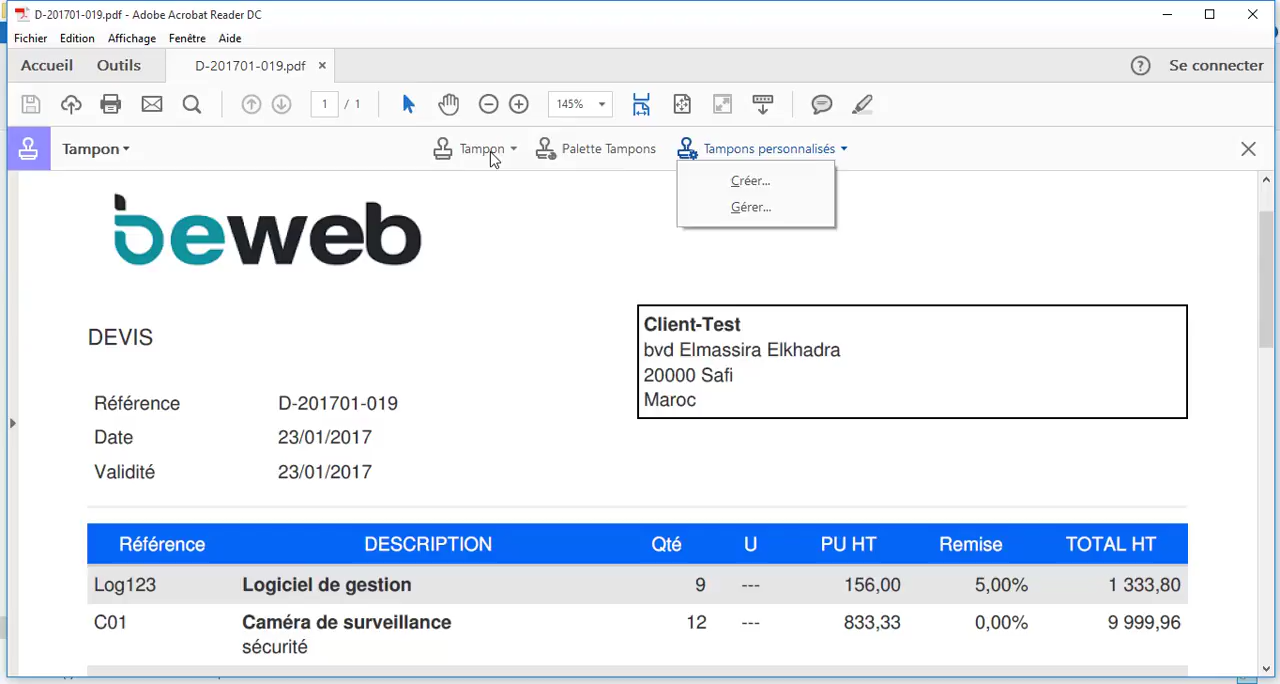 D-201701-019.pdf - Adobe Acrobat Reader DC
Fichier Edition Affichage Fenêtre Aide
Accueil Outils D-201701-019.pdf × ? Se connecter
1 / 1 145%
Tampon Tampon Palette Tampons Tampons personnalisés
Créer...
Gérer...
beweb
DEVIS
Client-Test
bvd Elmassira Elkhadra
20000 Safi
Maroc
Référence D-201701-019
Date 23/01/2017
Validité 23/01/2017
Référence DESCRIPTION Qté U PU HT Remise TOTAL HT
Log123 Logiciel de gestion 9 --- 156,00 5,00% 1 333,80
C01 Caméra de surveillance 12 --- 833,33 0,00% 9 999,96
sécurité